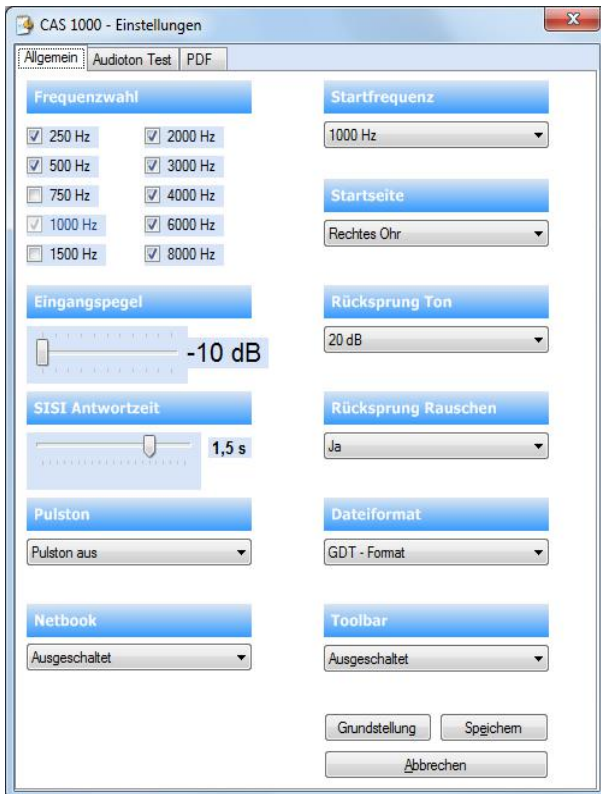 CAS 1000 - Einstellungen
Allgemein Audioton Test PDF
Frequenzwahl
250 Hz 2000 Hz
500 Hz 3000 Hz
750 Hz 4000 Hz
1000 Hz 6000 Hz
1500 Hz 8000 Hz
Startfrequenz
1000 Hz
Startseite
Rechtes Ohr
Eingangspegel
-10 dB
Rücksprung Ton
20 dB
SISI Antwortzeit
1,5 s
Rücksprung Rauschen
Ja
Pulston
Pulston aus
Dateiformat
GDT - Format
Netbook
Ausgeschaltet
Toolbar
Ausgeschaltet
Grundstellung Speichern
Abbrechen